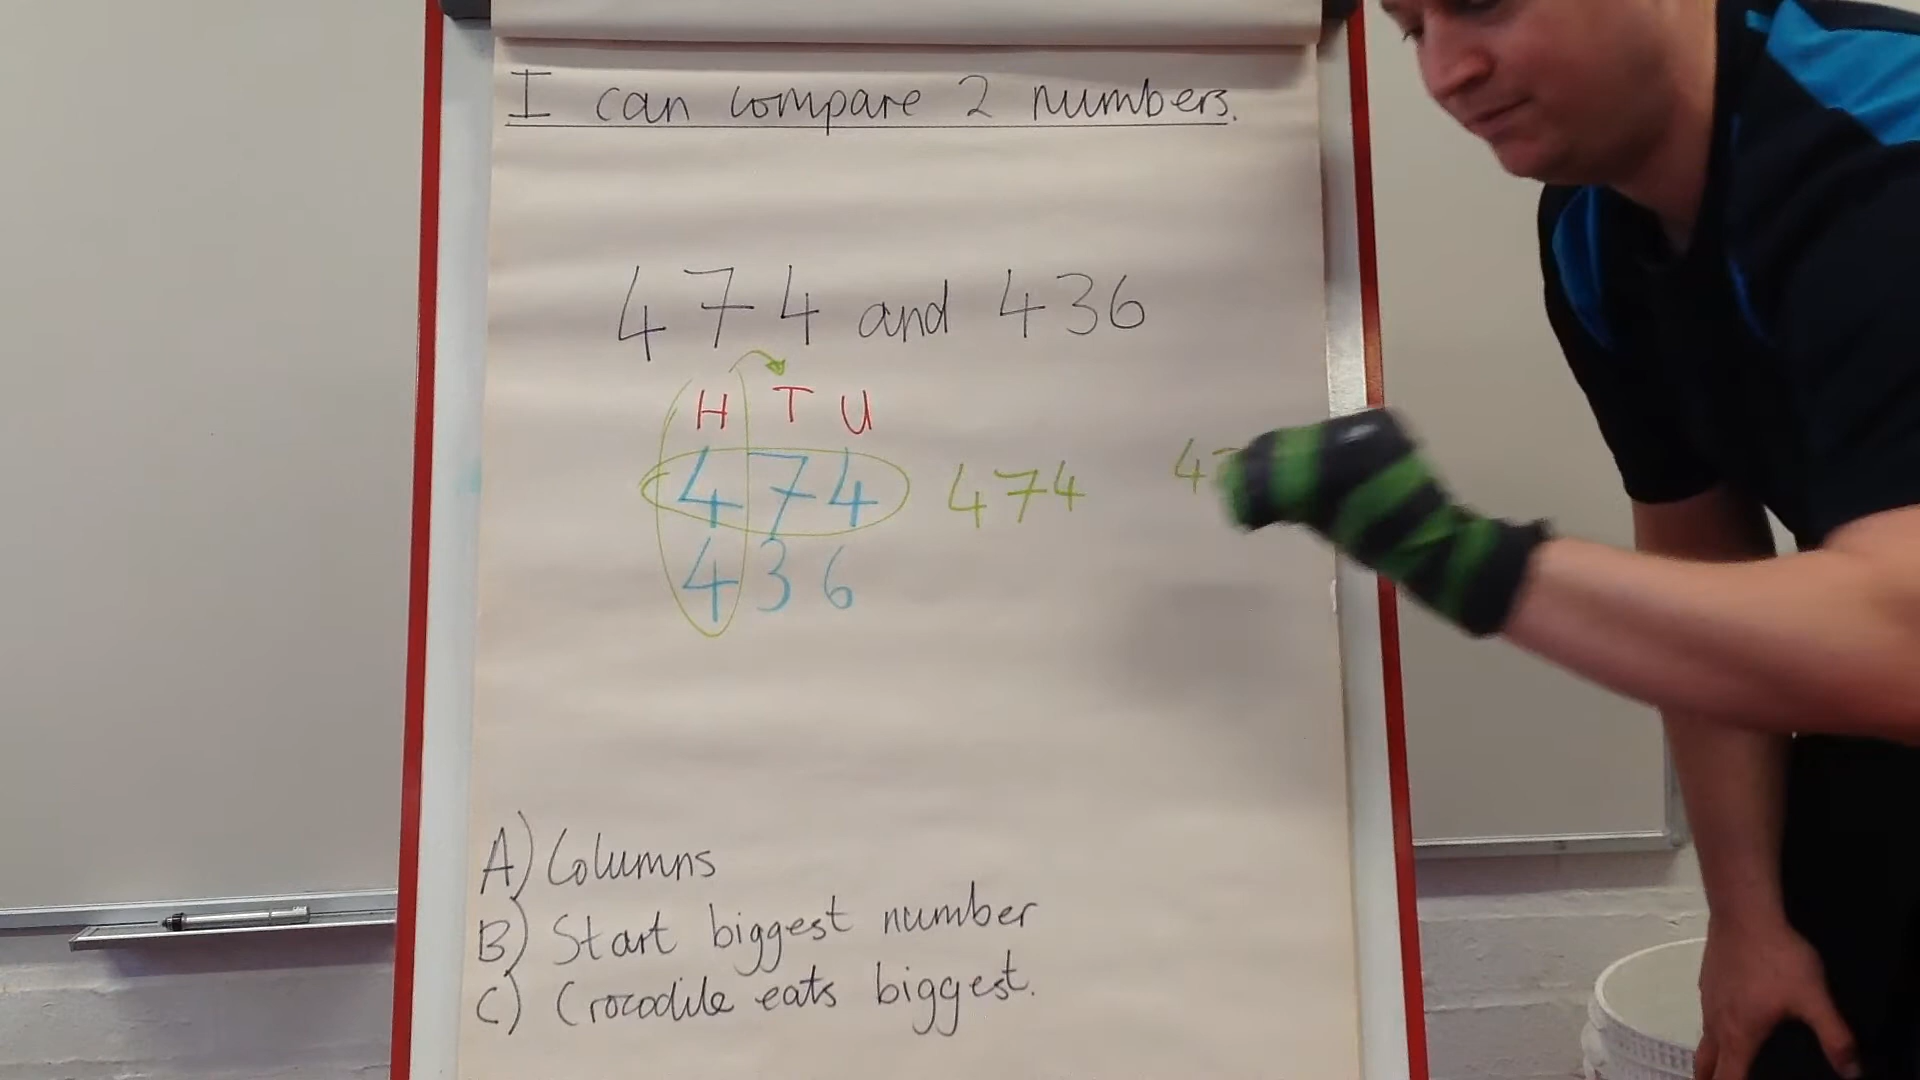 I can compare 2 numbers.
474 and 436
H T U
474 474
436
A) Columns
B) Start biggest number
C) Crocodile eats biggest.